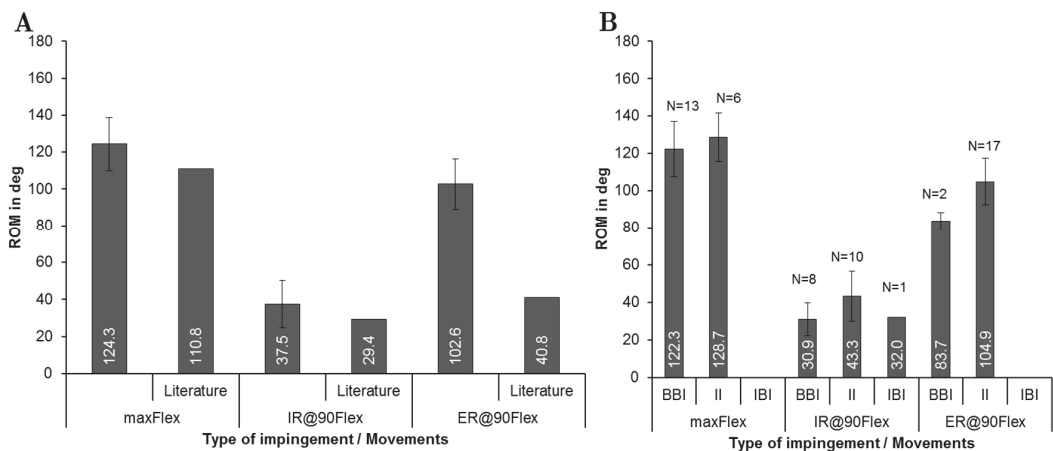 A
180
160
140
120
100
80
60
40
20
0
ROM in deg
124.3
110.8
37.5
29.4
102.6
40.8
Literature
Literature
Literature
maxFlex
IR@90Flex
ER@90Flex
Type of impingement / Movements
B
180
160
140
120
100
80
60
40
20
0
ROM in deg
N=13
N=6
N=8
N=10
N=1
N=2
N=17
122.3
128.7
30.9
43.3
32.0
83.7
104.9
BBI II IBI BBI II IBI BBI II IBI
maxFlex
IR@90Flex
ER@90Flex
Type of impingement / Movements